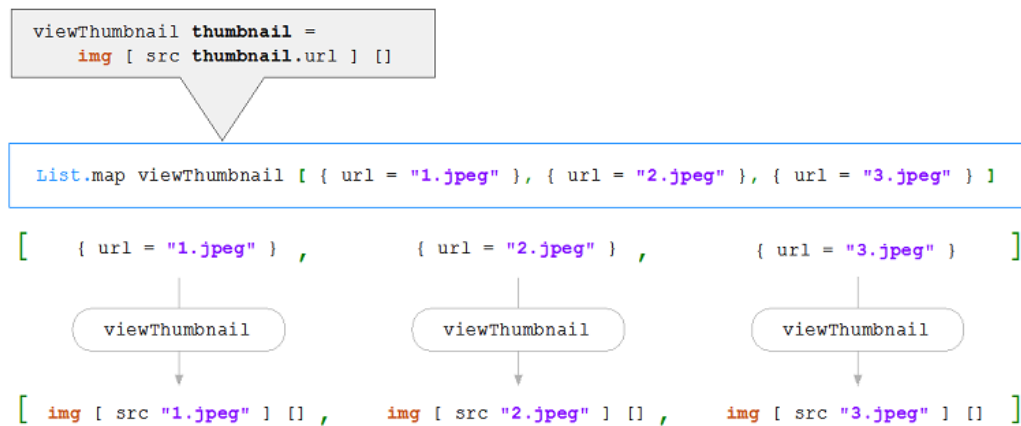 viewThumbnail thumbnail =
img [ src thumbnail.url ] []
List.map viewThumbnail [ { url = "1.jpeg" }, { url = "2.jpeg" }, { url = "3.jpeg" } ]
[ { url = "1.jpeg" } , { url = "2.jpeg" } , { url = "3.jpeg" } ]
viewThumbnail viewThumbnail viewThumbnail
[ img [ src "1.jpeg" ] [] , img [ src "2.jpeg" ] [] , img [ src "3.jpeg" ] [] ]